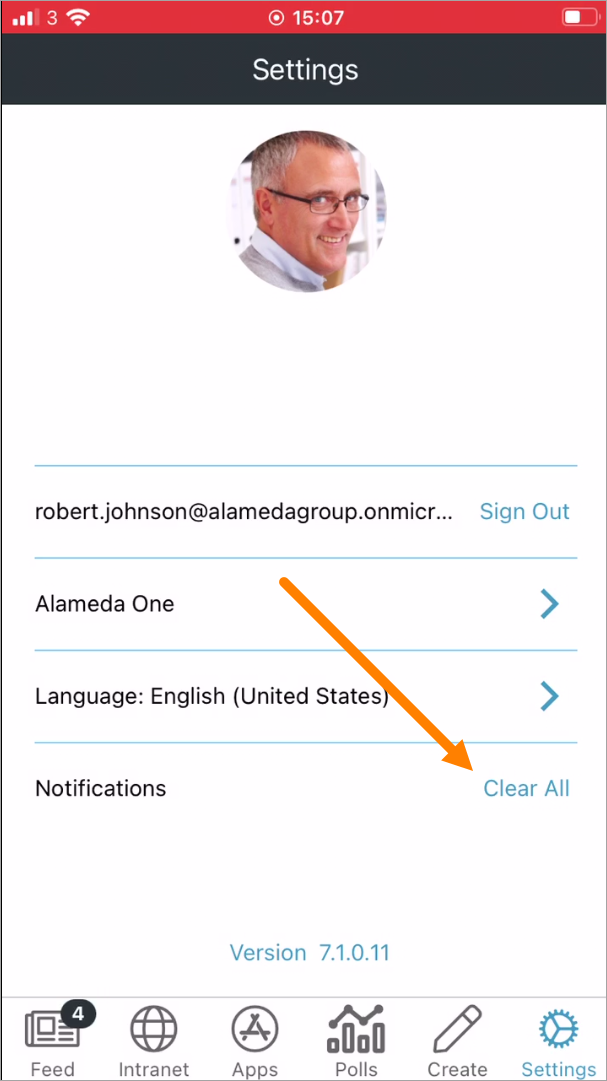 3 15:07
Settings
robert.johnson@alamedagroup.onmicr... Sign Out
Alameda One
Language: English (United States)
Notifications Clear All
Version 7.1.0.11
4
Feed Intranet Apps Polls Create Settings